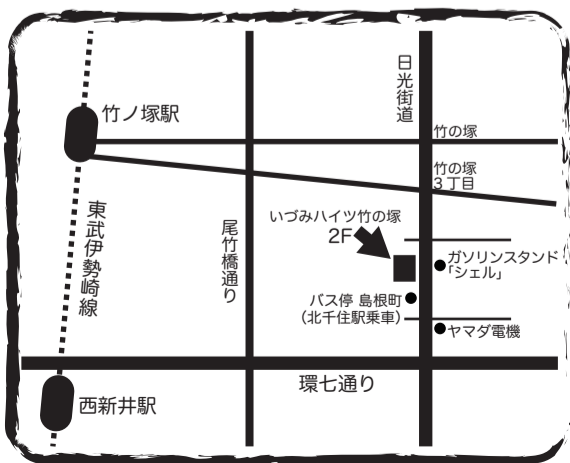 竹ノ塚駅
日光街道
竹の塚
竹の塚
3丁目
東武伊勢崎線
尾竹橋通り
いづみハイツ竹の塚
2F
ガソリンスタンド
「シェル」
バス停 島根町
（北千住駅乗車）
ヤマダ電機
環七通り
西新井駅